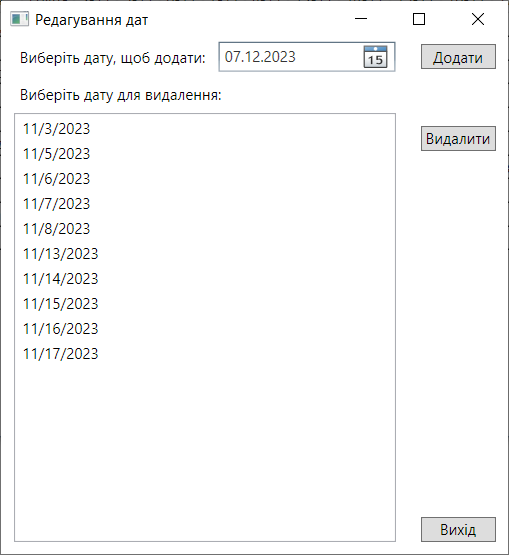 Редагування дат
Виберіть дату, щоб додати: 07.12.2023 15 Додати
Виберіть дату для видалення:
Видалити
11/3/2023
11/5/2023
11/6/2023
11/7/2023
11/8/2023
11/13/2023
11/14/2023
11/15/2023
11/16/2023
11/17/2023
Вихід